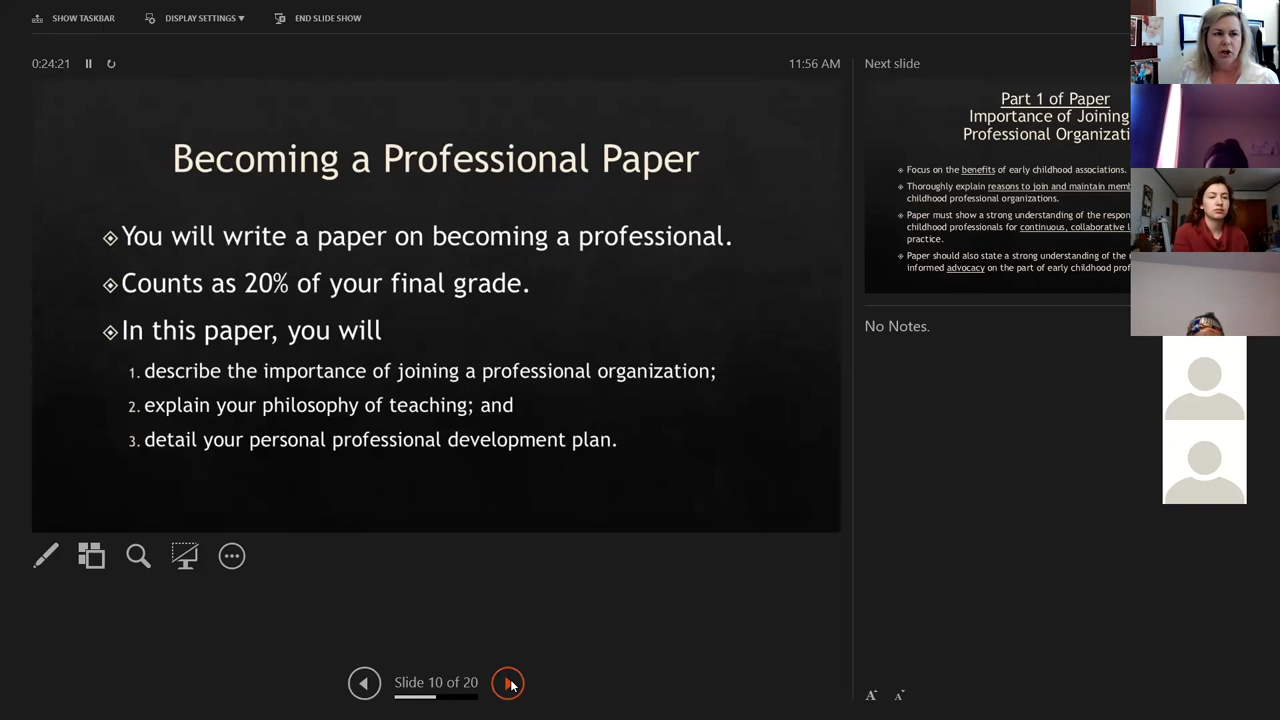 SHOW TASKBAR
DISPLAY SETTINGS ▼
END SLIDE SHOW
0:24:21
11:56 AM
Becoming a Professional Paper
You will write a paper on becoming a professional.
Counts as 20% of your final grade.
In this paper, you will
1. describe the importance of joining a professional organization;
2. explain your philosophy of teaching; and
3. detail your personal professional development plan.
Slide 10 of 20
Next slide
Part 1 of Paper
Importance of Joining
Professional
Focus on the benefits of early childhood associations.
Thoroughly explain reasons to join and maintain
childhood professional organizations.
Paper must show a strong understanding of the
childhood professionals for continuous, collaborative
practice.
Paper should also state a strong understanding of the
informed advocacy on the part of early childhood
No Notes.
A A